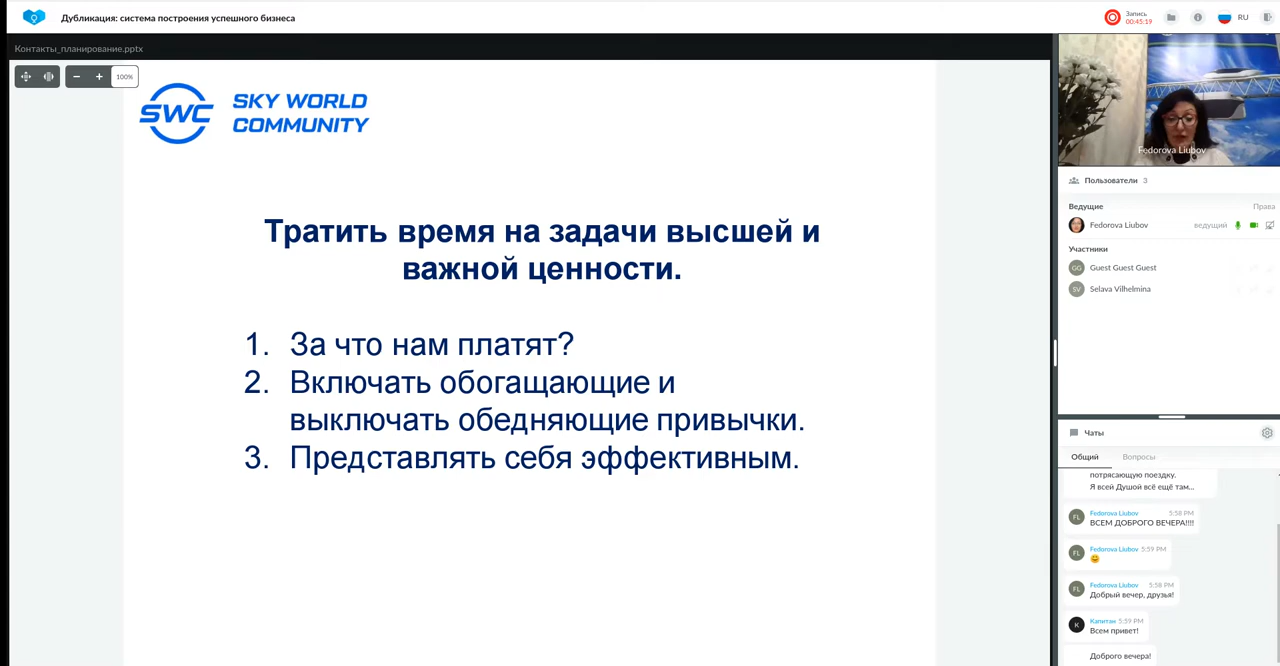 Дубликация: система построения успешного бизнеса
Запись
00:45:19
RU
Контакты_планирование.pptx
100%
SWC
SKY WORLD
COMMUNITY
Тратить время на задачи высшей и
важной ценности.
1. За что нам платят?
2. Включать обогащающие и
выключать обедняющие привычки.
3. Представлять себя эффективным.
Fedorova Liubov
Пользователи 3
Ведущие Права
Fedorova Liubov ведущий
Участники
GG Guest Guest Guest
SV Selava Vilhelmina
Чаты
Общий Вопросы
потрясающую поездку.
Я всей Душой всё ещё там...
FL Fedorova Liubov 5:58 PM
ВСЕМ ДОБРОГО ВЕЧЕРА!!!!
FL Fedorova Liubov 5:59 PM
FL Fedorova Liubov 5:58 PM
Добрый вечер, друзья!
К Капитан 5:59 PM
Всем привет!
Доброго вечера!